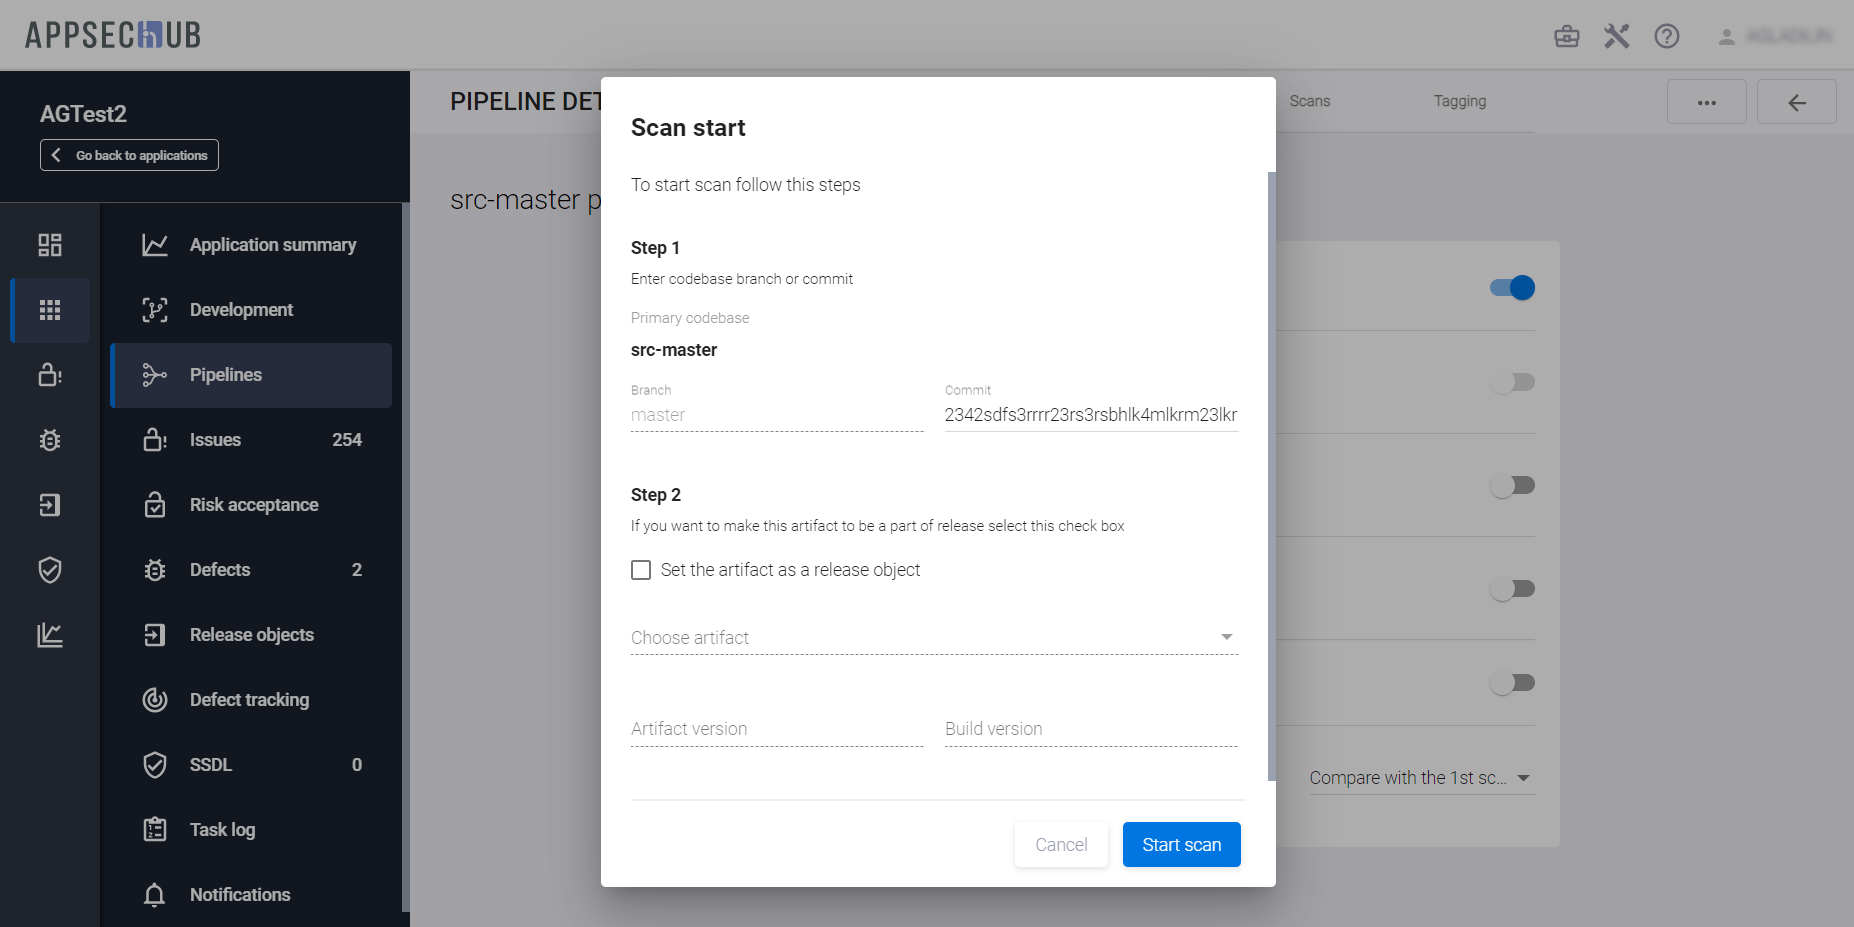 APPSECHUB
AGTest2
Go back to applications
Application summary
Development
Pipelines
Issues 254
Risk acceptance
Defects 2
Release objects
Defect tracking
SSDL 0
Task log
Notifications
PIPELINE DET
Scans
Tagging
src-master p
Compare with the 1st sc...
Scan start
To start scan follow this steps
Step 1
Enter codebase branch or commit
Primary codebase
src-master
Branch
master
Commit
2342sdfs3rrrr23rs3rsbhlk4mlkrm23lkr
Step 2
If you want to make this artifact to be a part of release select this check box
Set the artifact as a release object
Choose artifact
Artifact version
Build version
Cancel
Start scan